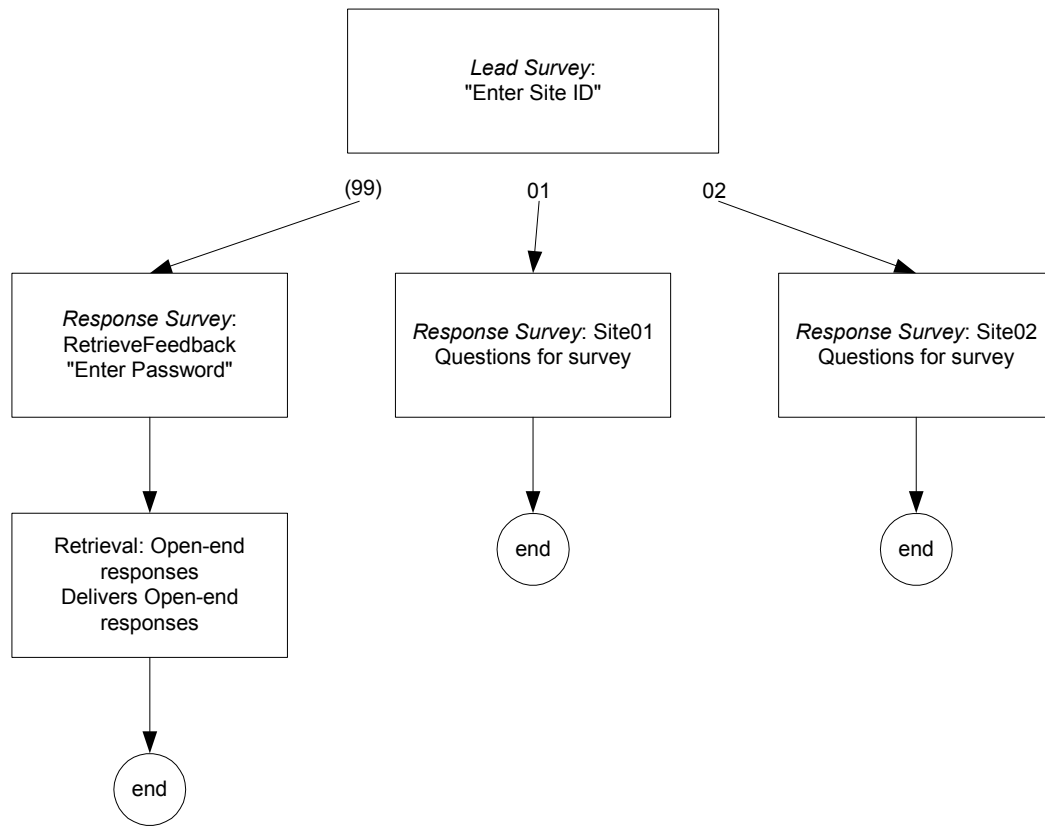 Lead Survey:
"Enter Site ID"
(99)
01
02
Response Survey:
RetrieveFeedback
"Enter Password"
Response Survey: Site01
Questions for survey
Response Survey: Site02
Questions for survey
Retrieval: Open-end
responses
Delivers Open-end
responses
end
end
end